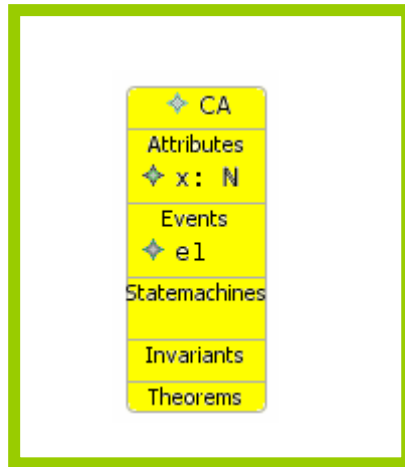 CA
Attributes
x: N
Events
e1
Statemachines
Invariants
Theorems